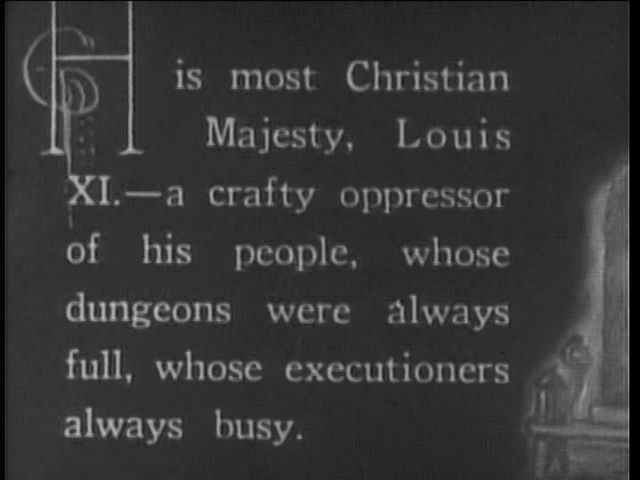 His most Christian
Majesty, Louis
XI.—a crafty oppressor
of his people, whose
dungeons were always
full, whose executioners
always busy.